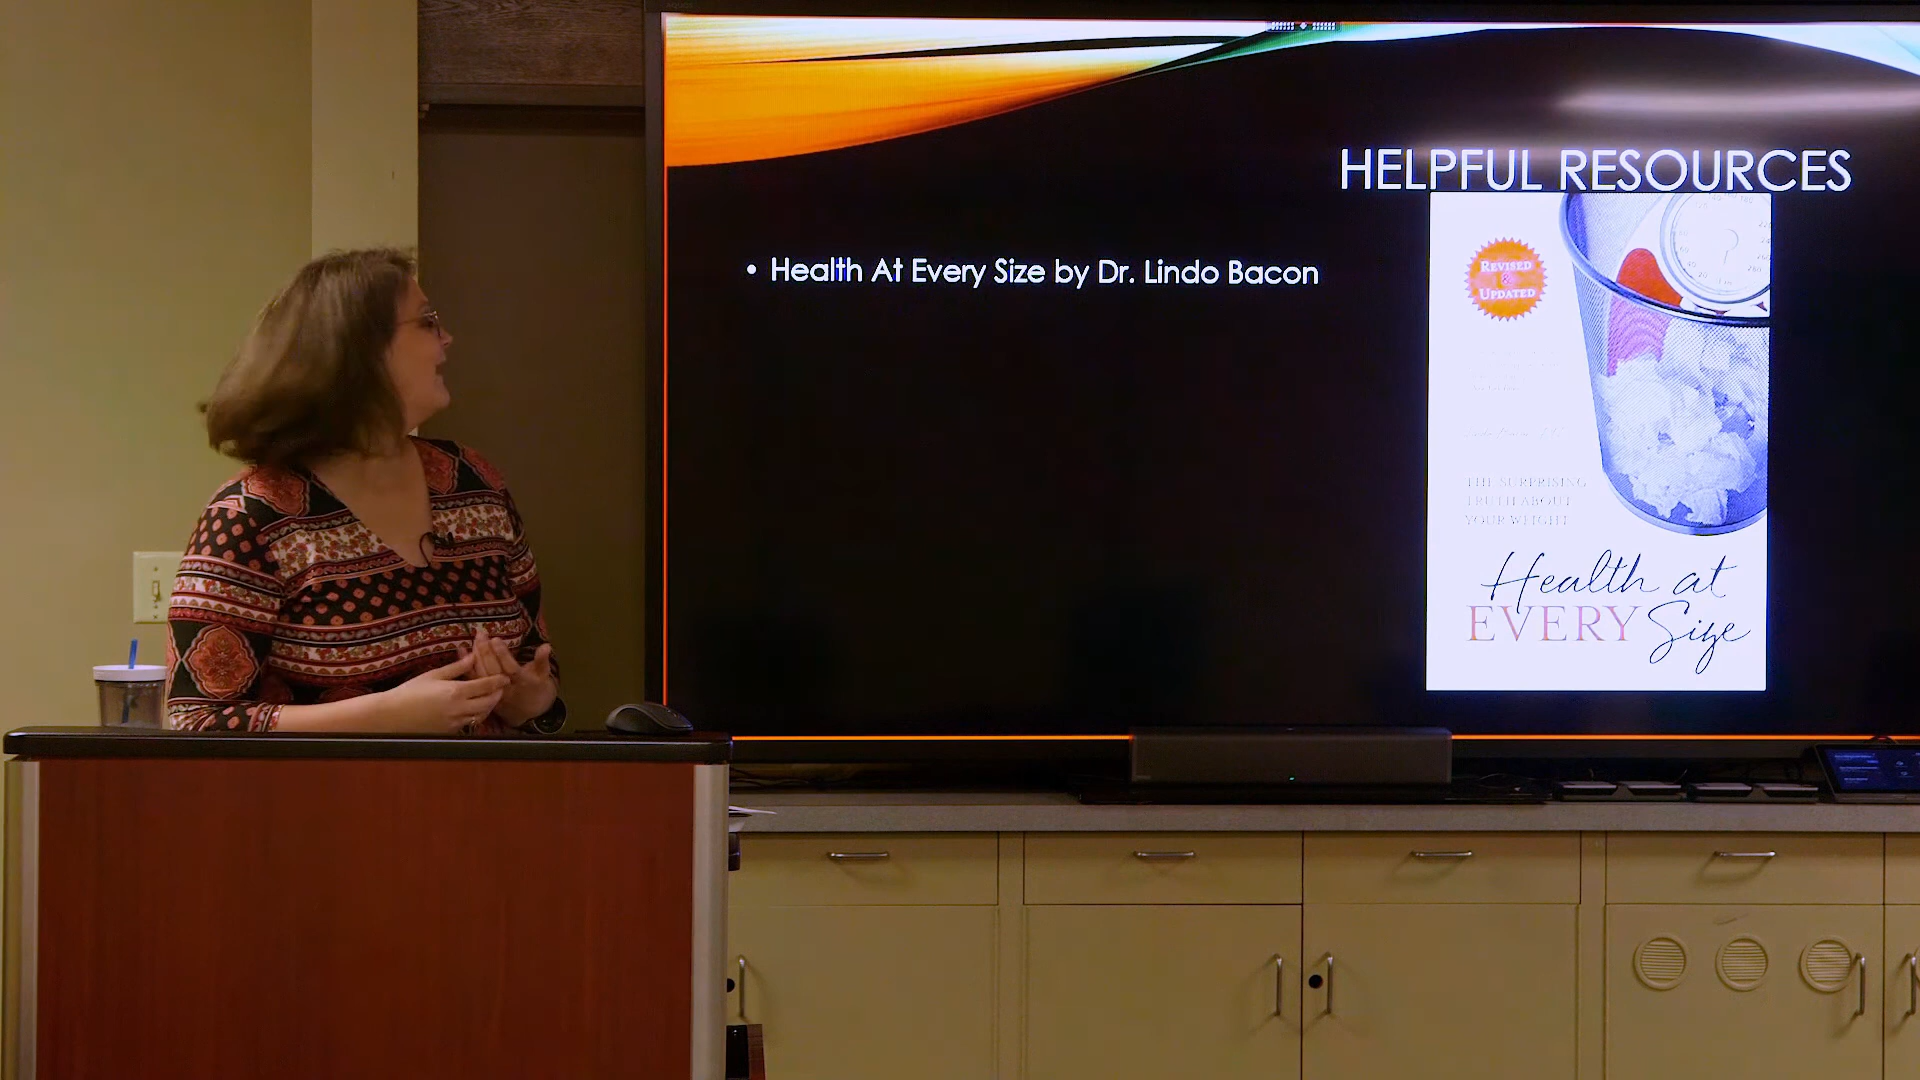 HELPFUL RESOURCES
• Health At Every Size by Dr. Lindo Bacon
REVISED
&
UPDATED
THE SURPRISING
TRUTH ABOUT
YOUR WEIGHT
Health at
EVERY Size